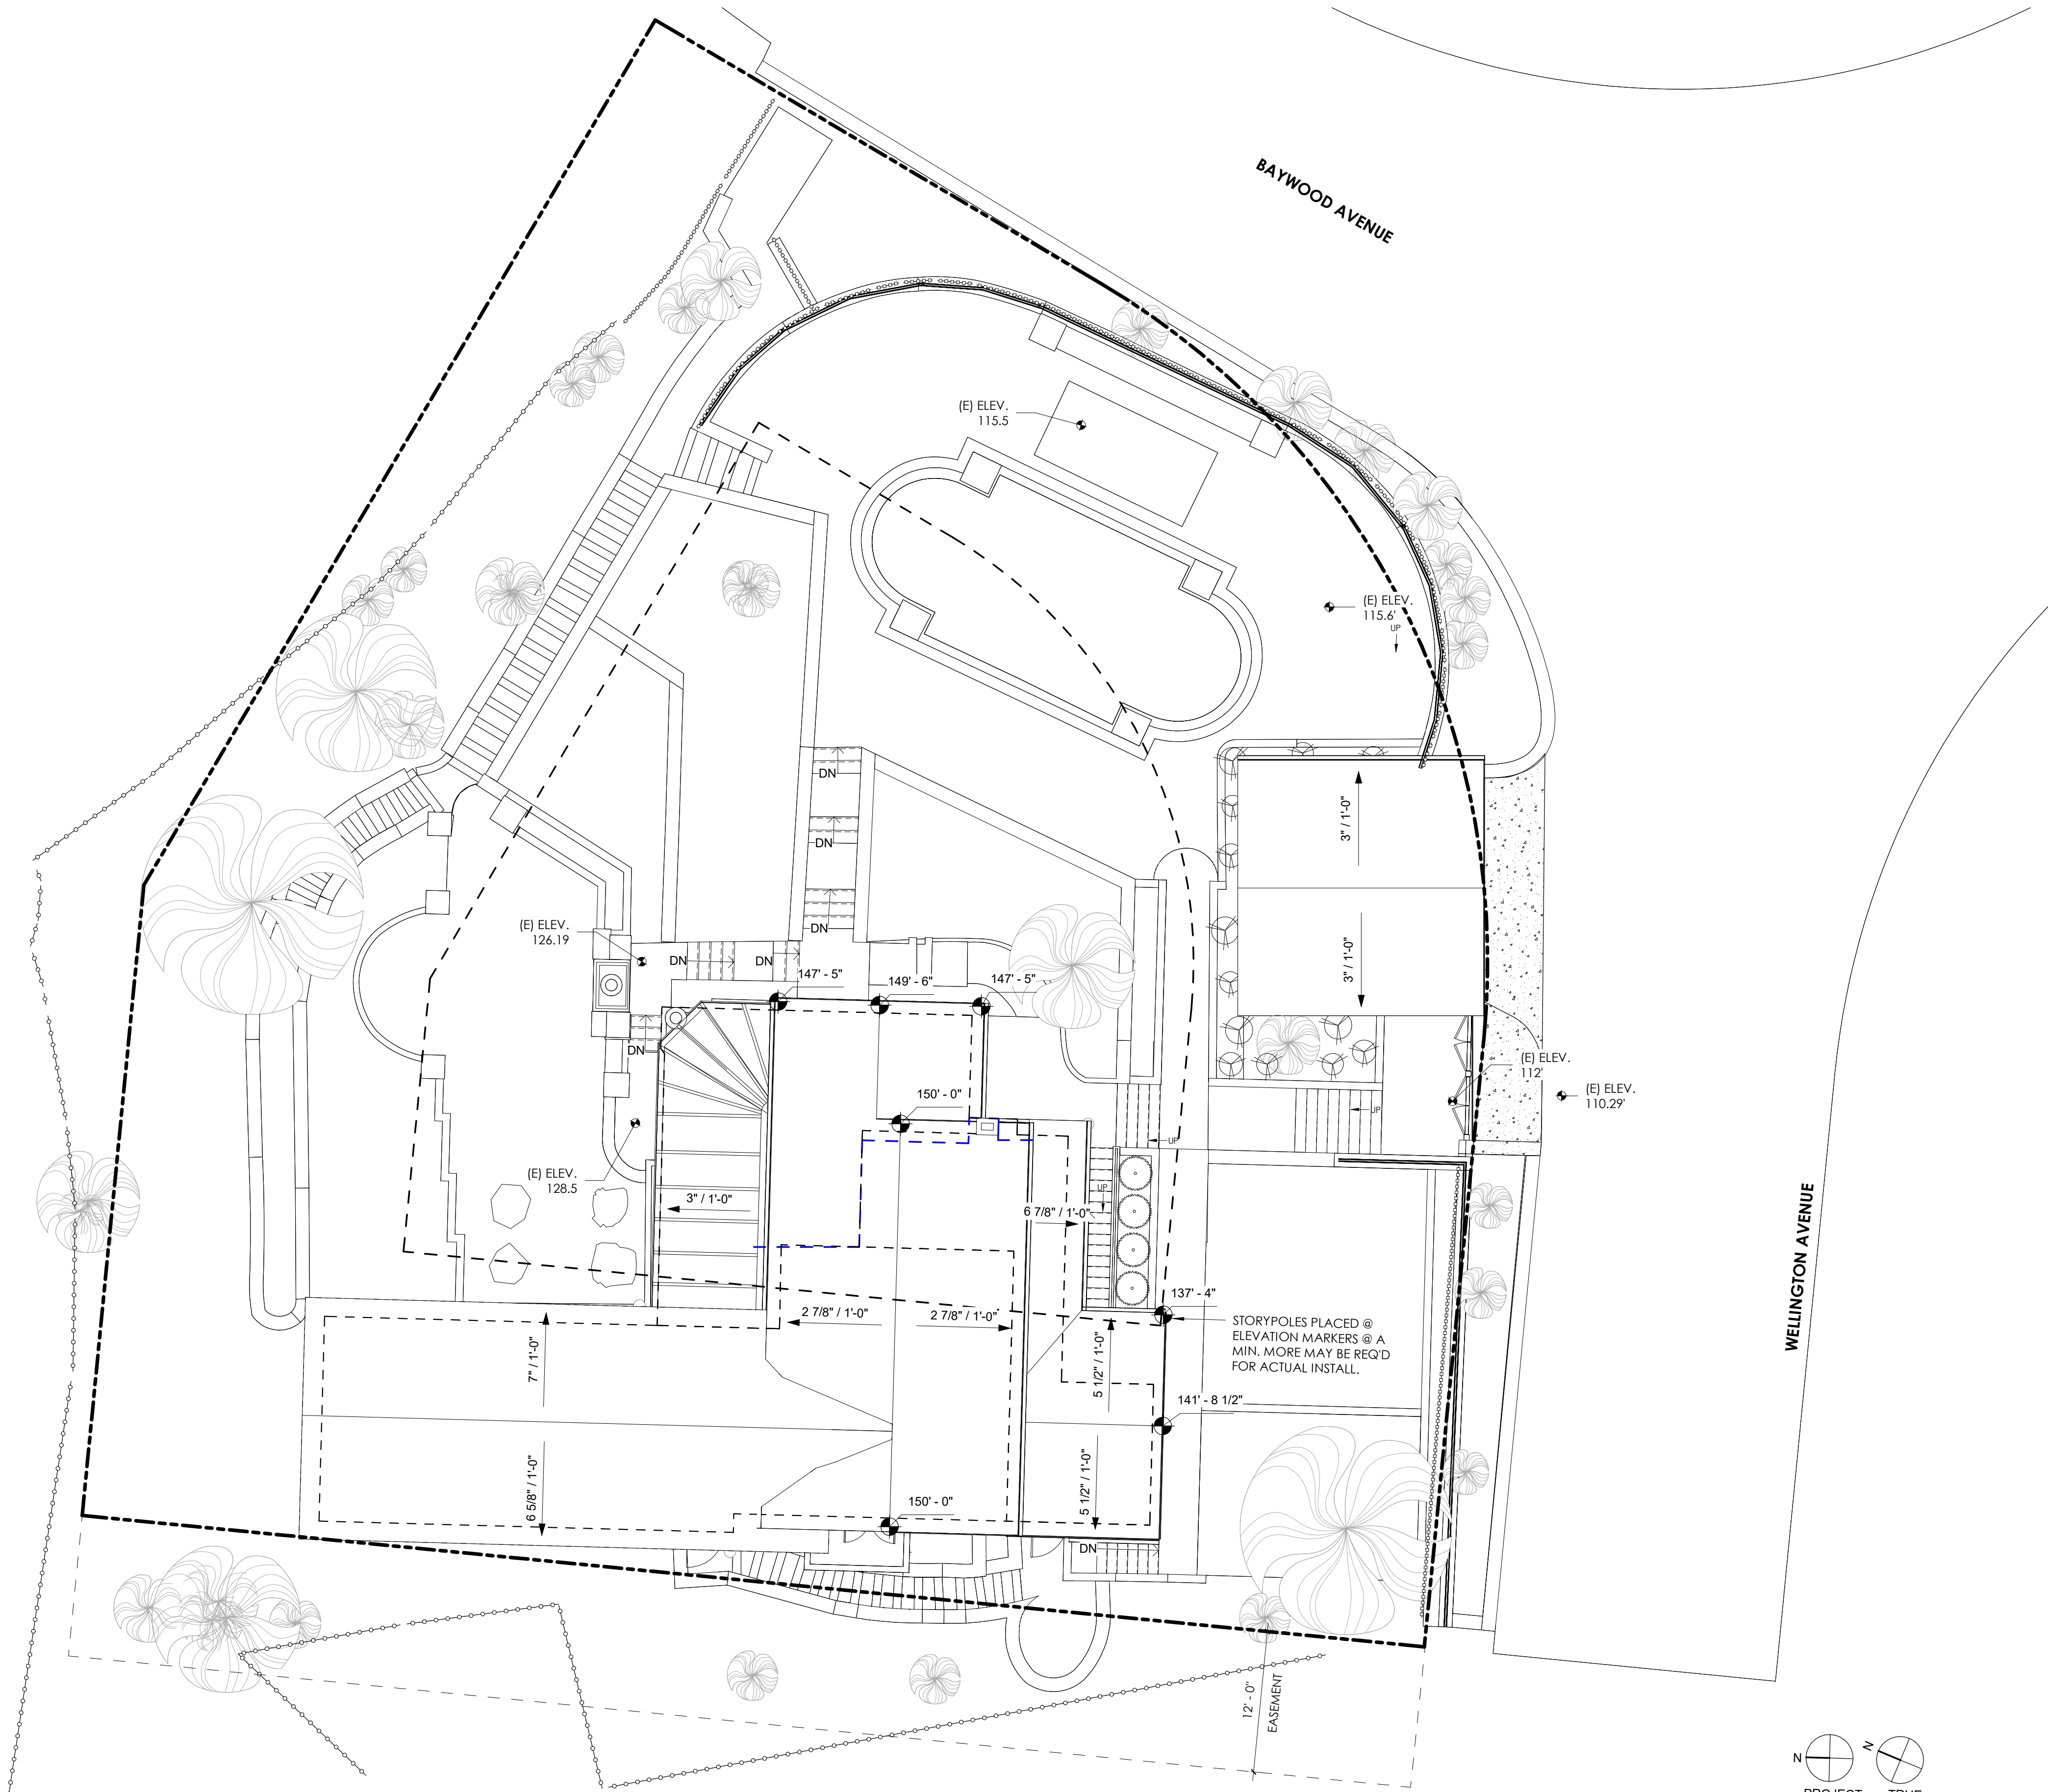 BAYWOOD AVENUE
(E) ELEV.
115.5
(E) ELEV.
115.6'
UP
DN
3" / 1'-0"
DN
DN
(E) ELEV.
126.19
DN
DN
3" / 1'-0"
147' - 5"
149' - 6"
147' - 5"
DN
(E) ELEV.
112'
(E) ELEV.
110.29'
150' - 0"
UP
UP
(E) ELEV.
128.5
3" / 1'-0"
UP
6 7/8" / 1'-0"
WELLINGTON AVENUE
137' - 4"
2 7/8" / 1'-0"
2 7/8" / 1'-0"
STORYPOLES PLACED @
ELEVATION MARKERS @ A
MIN. MORE MAY BE REQ'D
FOR ACTUAL INSTALL.
7" / 1'-0"
5 1/2" / 1'-0"
141' - 8 1/2"
6 5/8" / 1'-0"
5 1/2" / 1'-0"
150' - 0"
DN
12' - 0"
EASEMENT
N
N
PROJECT
TRUE